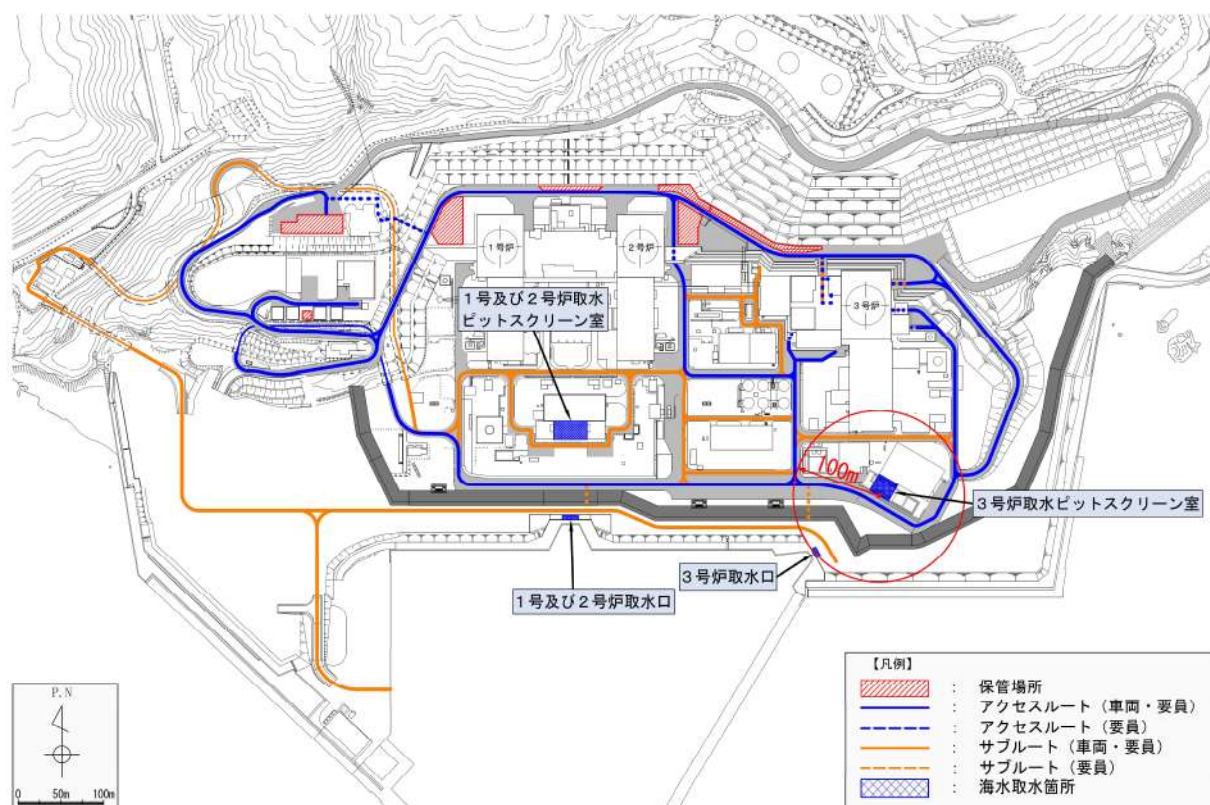 1号炉
2号炉
1号及び2号炉取水
ピットスクリーン室
3号炉
100m
3号炉取水ピットスクリーン室
3号炉取水口
1号及び2号炉取水口
【凡例】
： 保管場所
： アクセスルート（車両・要員）
： アクセスルート（要員）
： サブルート（車両・要員）
： サブルート（要員）
： 海水取水箇所
P.N
0 50m 100m